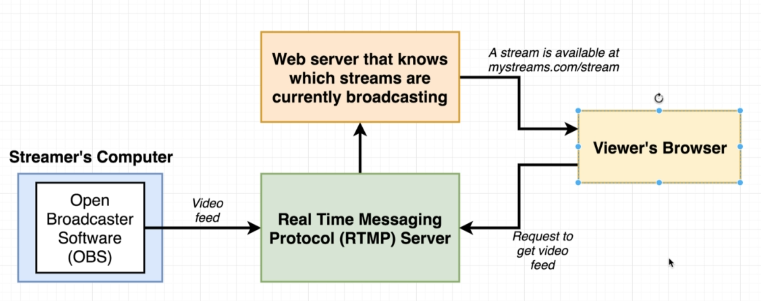 Web server that knows
which streams are
currently broadcasting
A stream is available at
mystreams.com/stream
Viewer's Browser
Streamer's Computer
Open
Broadcaster
Software
(OBS)
Video
feed
Real Time Messaging
Protocol (RTMP) Server
Request to
get video
feed